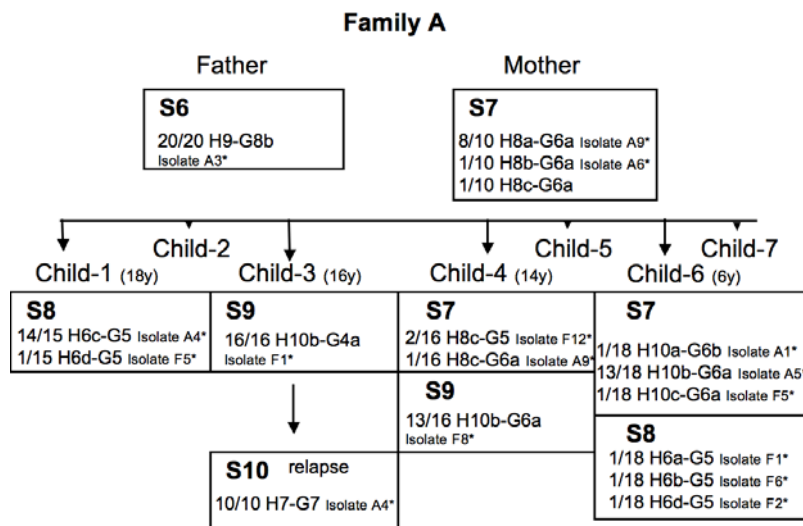 Family A
Father
Mother
S6
20/20 H9-G8b
Isolate A3*
S7
8/10 H8a-G6a Isolate A9*
1/10 H8b-G6a Isolate A6*
1/10 H8c-G6a
Child-2
Child-5
Child-7
Child-1 (18y)
Child-3 (16y)
Child-4 (14y)
Child-6 (6y)
S8
14/15 H6c-G5 Isolate A4*
1/15 H6d-G5 Isolate F5*
S9
16/16 H10b-G4a
Isolate F1*
S10 relapse
10/10 H7-G7 Isolate A4*
S7
2/16 H8c-G5 Isolate F12*
1/16 H8c-G6a Isolate A9*
S9
13/16 H10b-G6a
Isolate F8*
S7
1/18 H10a-G6b Isolate A1*
13/18 H10b-G6a Isolate A5*
1/18 H10c-G6a Isolate F5*
S8
1/18 H6a-G5 Isolate F1*
1/18 H6b-G5 Isolate F6*
1/18 H6d-G5 Isolate F2*